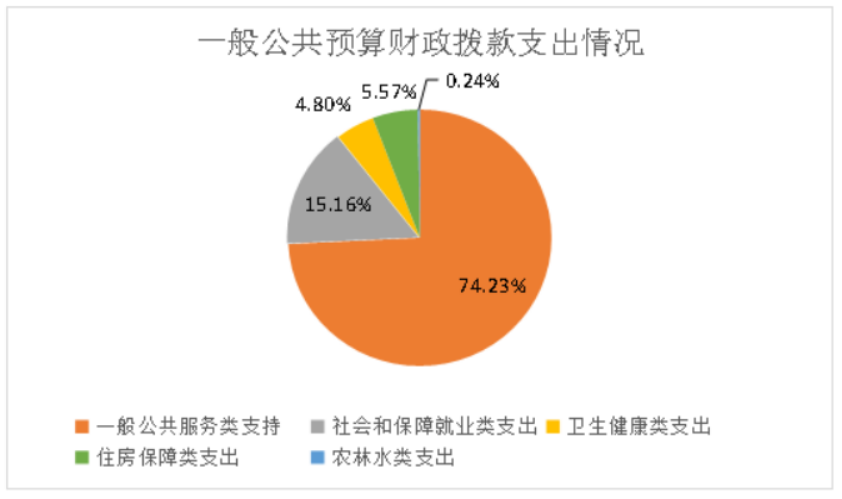 一般公共预算财政拨款支出情况
0.24%
5.57%
4.80%
15.16%
74.23%
一般公共服务类支持 社会和保障就业类支出 卫生健康类支出
住房保障类支出 农林水类支出